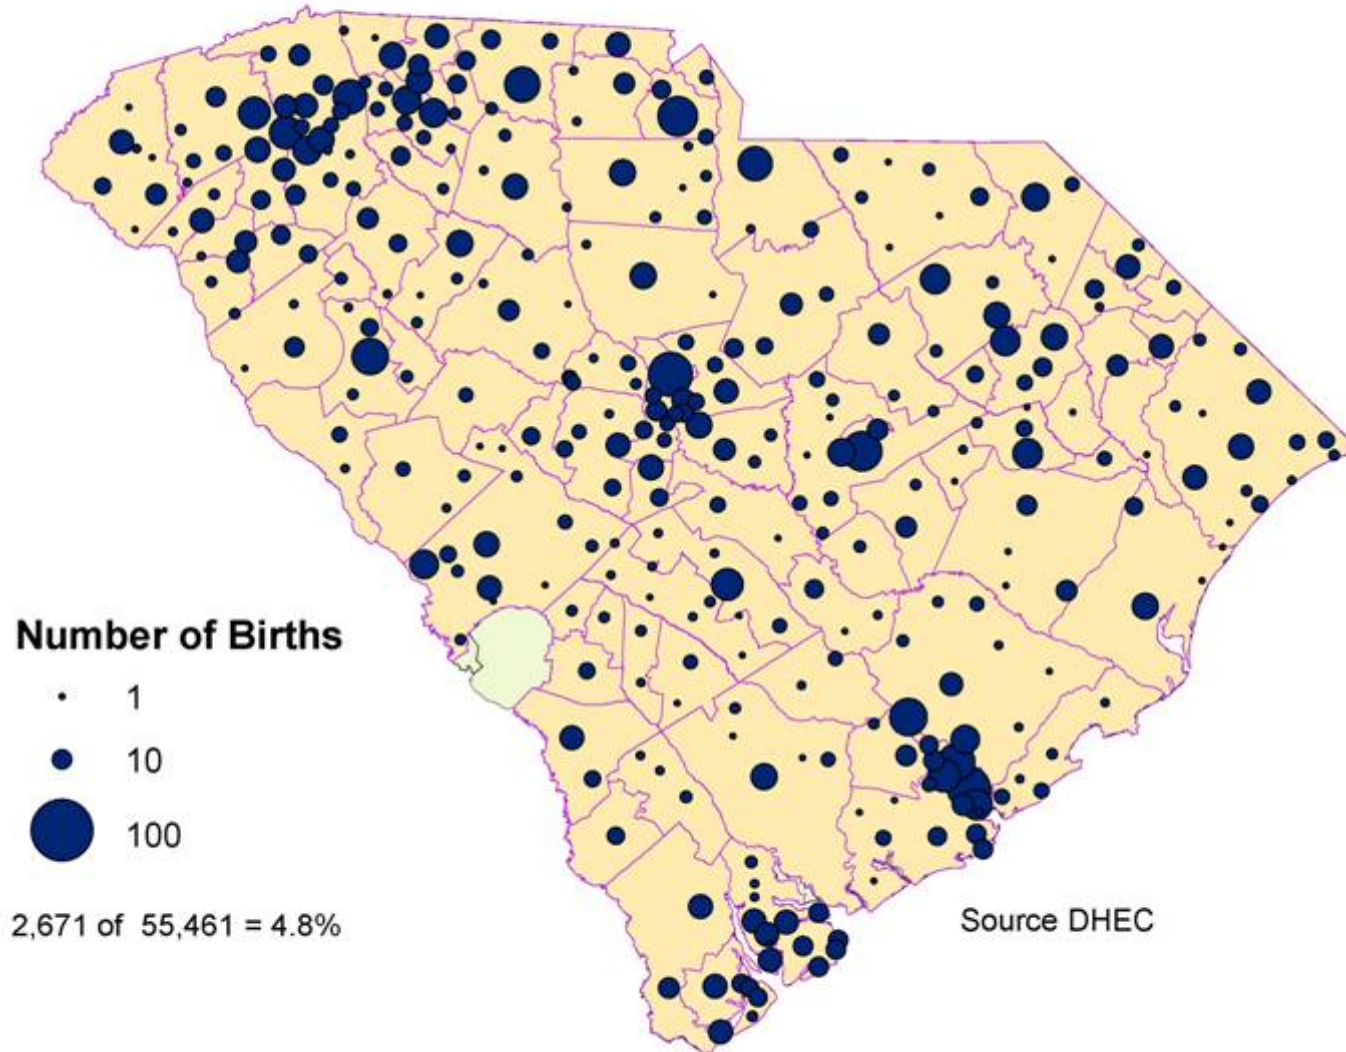 Number of Births
1
10
100
2,671 of 55,461 = 4.8%
Source DHEC